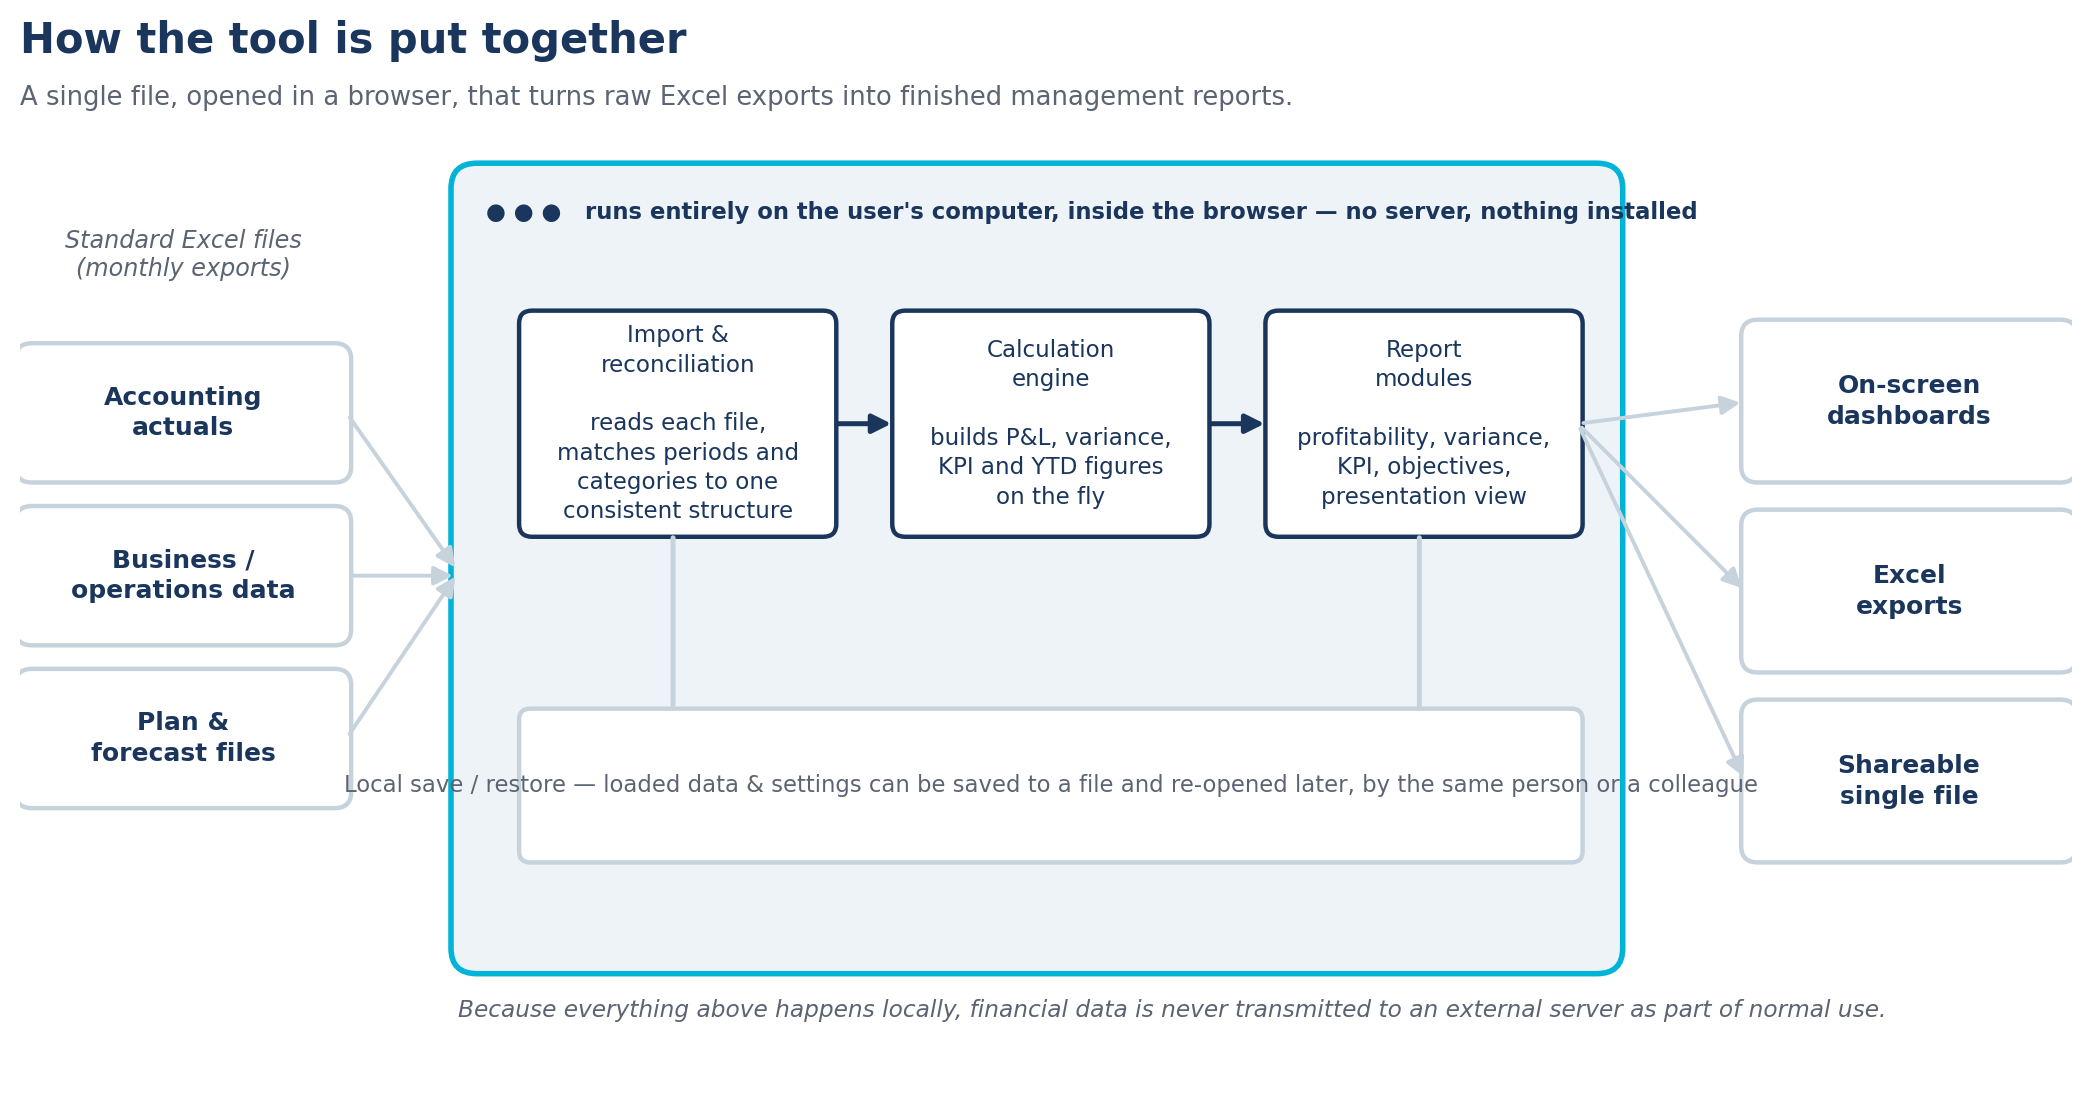 How the tool is put together
A single file, opened in a browser, that turns raw Excel exports into finished management reports.
runs entirely on the user's computer, inside the browser — no server, nothing installed
Standard Excel files
(monthly exports)
Accounting
actuals
Business /
operations data
Plan &
forecast files
Import &
reconciliation
reads each file,
matches periods and
categories to one
consistent structure
Calculation
engine
builds P&L, variance,
KPI and YTD figures
on the fly
Report
modules
profitability, variance,
KPI, objectives,
presentation view
Local save / restore — loaded data & settings can be saved to a file and re-opened later, by the same person or a colleague
On-screen
dashboards
Excel
exports
Shareable
single file
Because everything above happens locally, financial data is never transmitted to an external server as part of normal use.